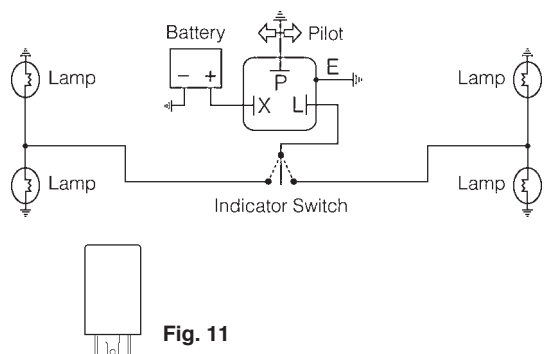 Battery
Pilot
- +
P
E
X
L
Lamp
Lamp
Lamp
Lamp
Indicator Switch
Fig. 11